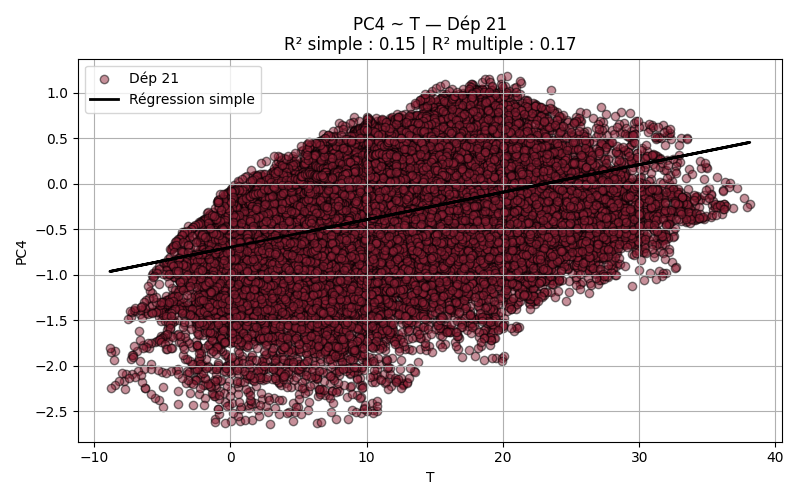 PC4 ~ T — Dép 21
R² simple : 0.15 | R² multiple : 0.17
Dép 21
Régression simple
1.0
0.5
0.0
−0.5
−1.0
−1.5
−2.0
−2.5
PC4
−10 0 10 20 30 40
T